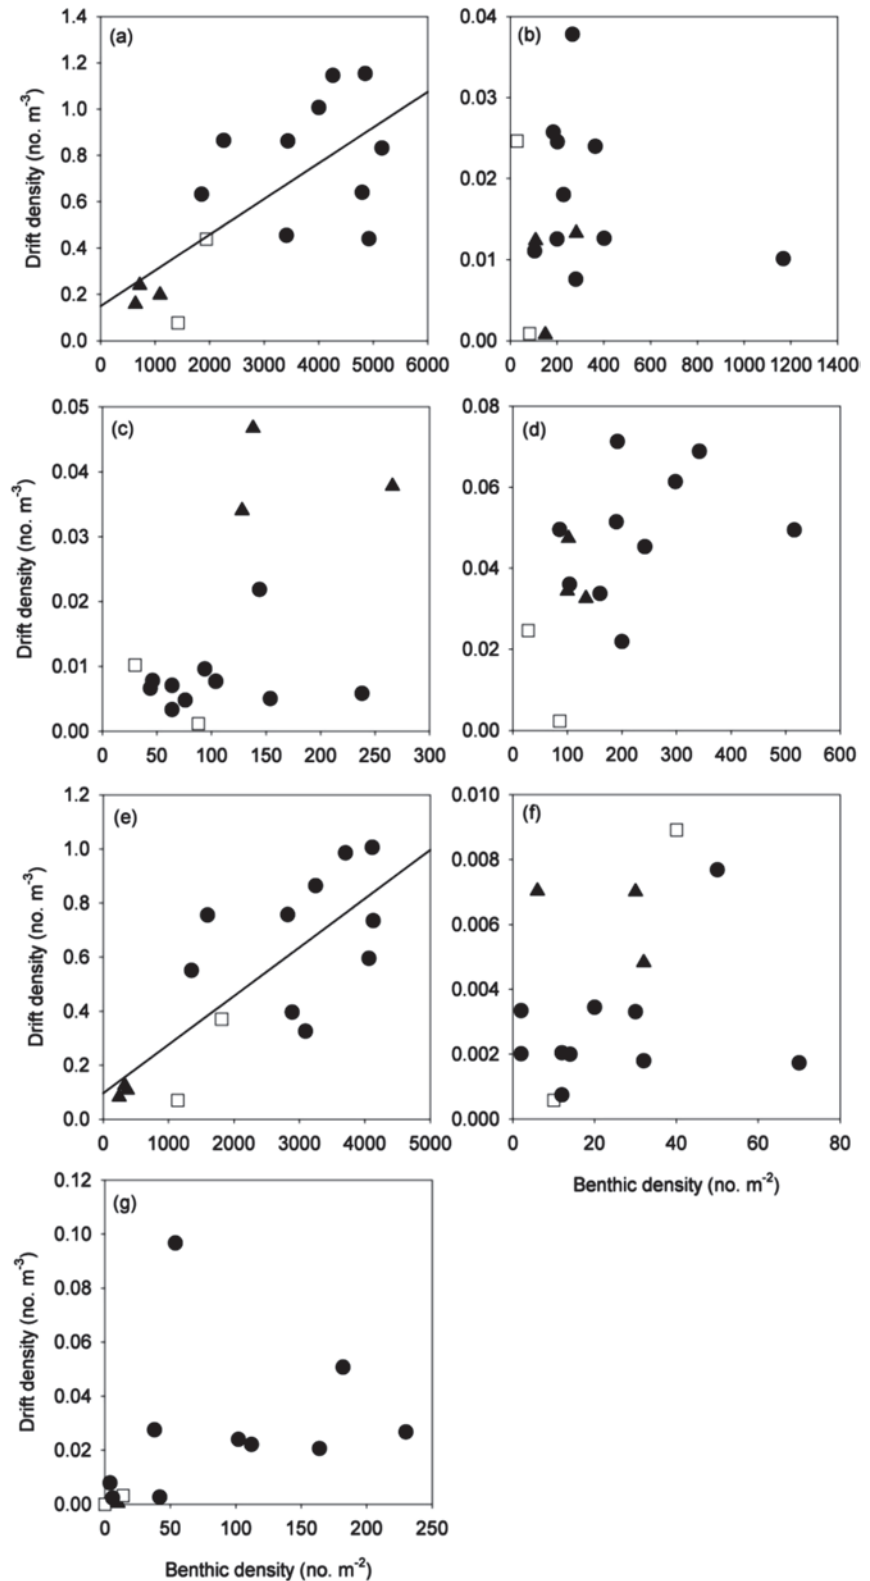 (a)
1.4
1.2
1.0
0.8
0.6
0.4
0.2
0.0
0 1000 2000 3000 4000 5000 6000
Drift density (no. m-3)
(b)
0.04
0.03
0.02
0.01
0.00
0 200 400 600 800 1000 1200 1400
(c)
0.05
0.04
0.03
0.02
0.01
0.00
0 50 100 150 200 250 300
Drift density (no. m-3)
(d)
0.08
0.06
0.04
0.02
0.00
0 100 200 300 400 500 600
(e)
1.2
1.0
0.8
0.6
0.4
0.2
0.0
0 1000 2000 3000 4000 5000
Drift density (no. m-3)
(f)
0.010
0.008
0.006
0.004
0.002
0.000
0 20 40 60 80
Benthic density (no. m-2)
(g)
0.12
0.10
0.08
0.06
0.04
0.02
0.00
0 50 100 150 200 250
Drift density (no. m-3)
Benthic density (no. m-2)